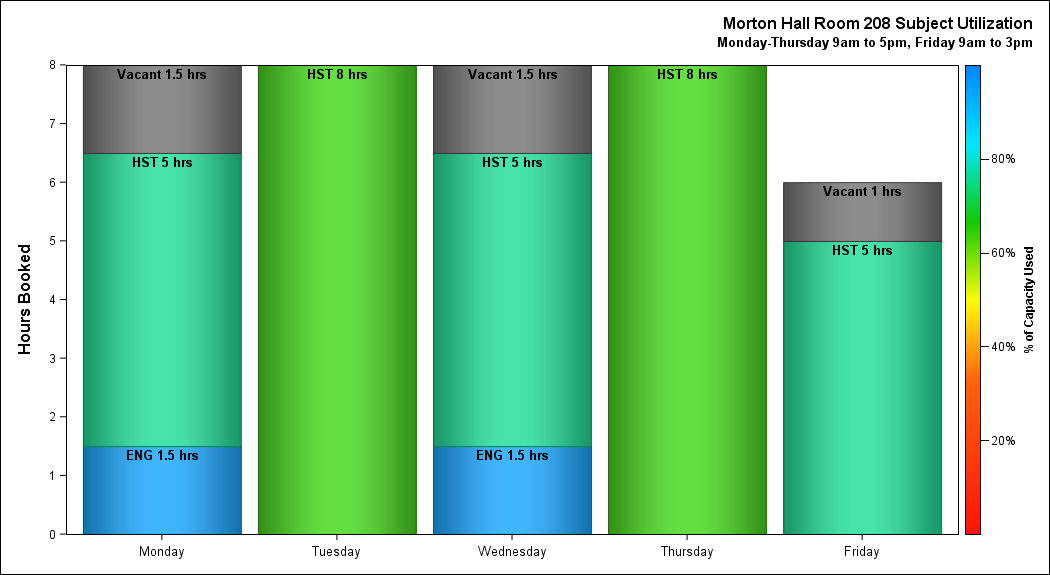 Morton Hall Room 208 Subject Utilization
Monday-Thursday 9am to 5pm, Friday 9am to 3pm
Hours Booked
8
7
6
5
4
3
2
1
0
Vacant 1.5 hrs
HST 5 hrs
ENG 1.5 hrs
HST 8 hrs
Vacant 1.5 hrs
HST 5 hrs
ENG 1.5 hrs
HST 8 hrs
Vacant 1 hrs
HST 5 hrs
Monday
Tuesday
Wednesday
Thursday
Friday
80%
60%
40%
20%
% of Capacity Used